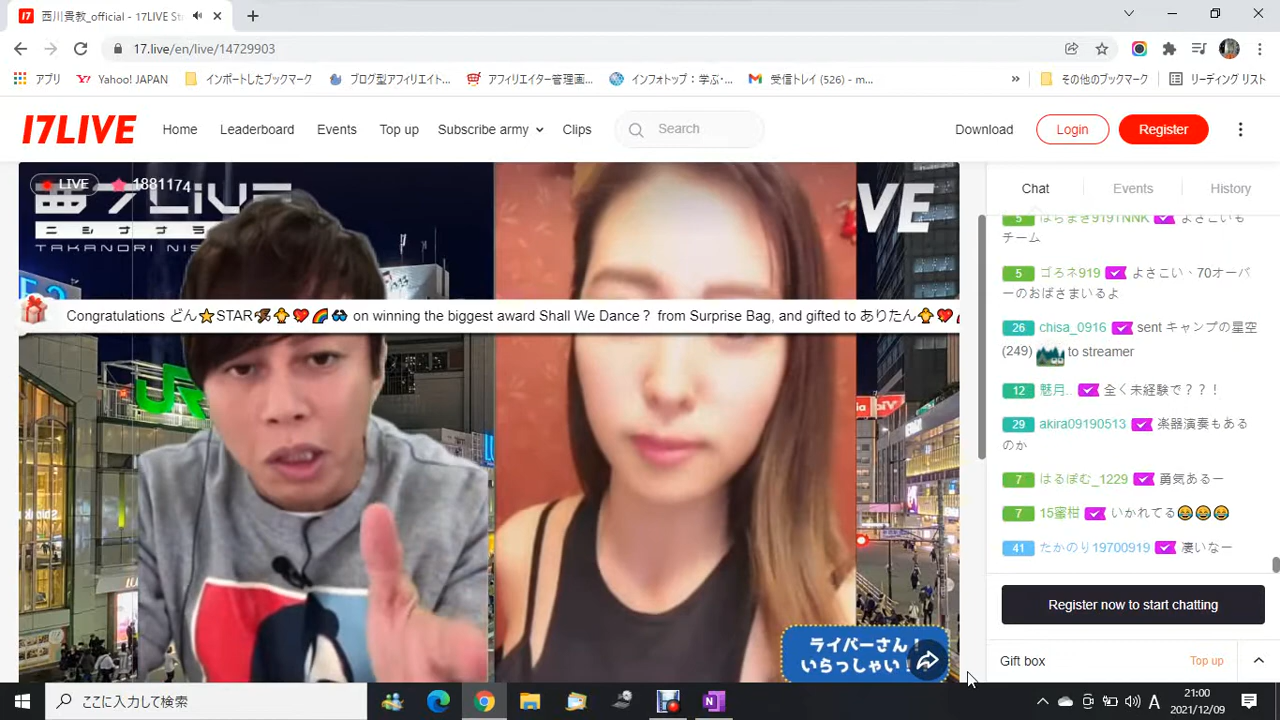 西川貴教_official - 17LIVE St
17.live/en/live/14729903
アプリ
Yahoo! JAPAN
インポートしたブックマーク
ブログ型アフィリエイト...
アフィリエイター管理画...
インフォトップ：学ぶ・...
受信トレイ (526) - m...
»
その他のブックマーク
リーディング リスト
17LIVE
Home
Leaderboard
Events
Top up
Subscribe army
Clips
Search
Download
Login
Register
LIVE
1881174
西7LiVE
ニシナナ
TAKANORI NIS
VE
Congratulations どん⭐STAR on winning the biggest award Shall We Dance？ from Surprise Bag, and gifted to ありたん
JR
ライバーさん！
いらっしゃい！
Chat
Events
History
5 はらまき919TNNK よさこいも
チーム
5 ゴろネ919 よさこい、70オーバ
ーのおばさまいるよ
26 chisa_0916 sent キャンプの星空
(249) to streamer
12 魅月.. 全く未経験で？？！
29 akira09190513 楽器演奏もある
のか
7 はるぽむ_1229 勇気あるー
7 15蜜柑 いかれてる😂😂😂
41 たかのり19700919 凄いなー
Register now to start chatting
Gift box
Top up
ここに入力して検索
A
21:00
2021/12/09